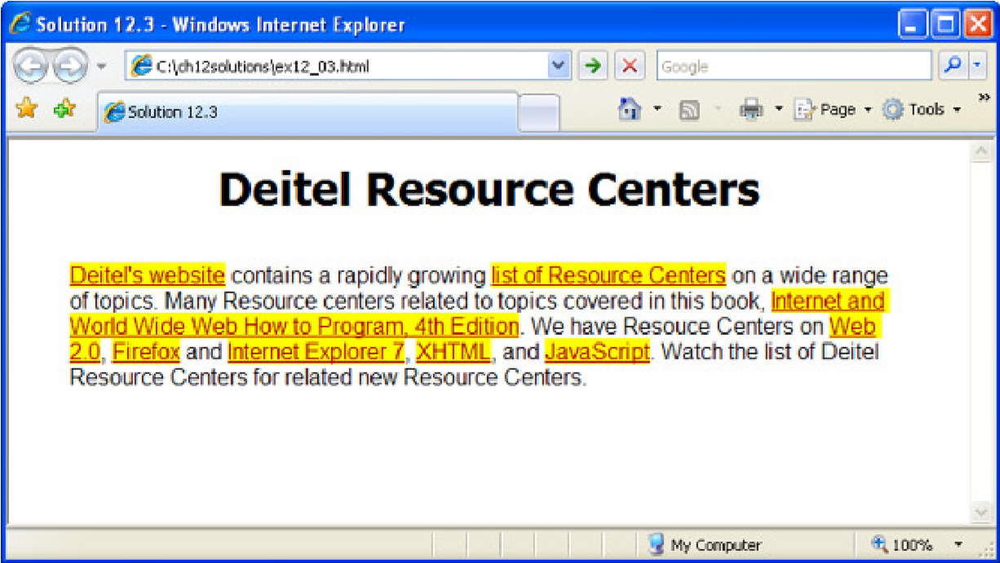 Solution 12.3 - Windows Internet Explorer
C:\ch12solutions\ex12_03.html
Google
Solution 12.3
Page
Tools
»
Deitel Resource Centers
Deitel's website contains a rapidly growing list of Resource Centers on a wide range
of topics. Many Resource centers related to topics covered in this book, Internet and
World Wide Web How to Program, 4th Edition. We have Resouce Centers on Web
2.0, Firefox and Internet Explorer 7, XHTML, and JavaScript. Watch the list of Deitel
Resource Centers for related new Resource Centers.
My Computer
100%